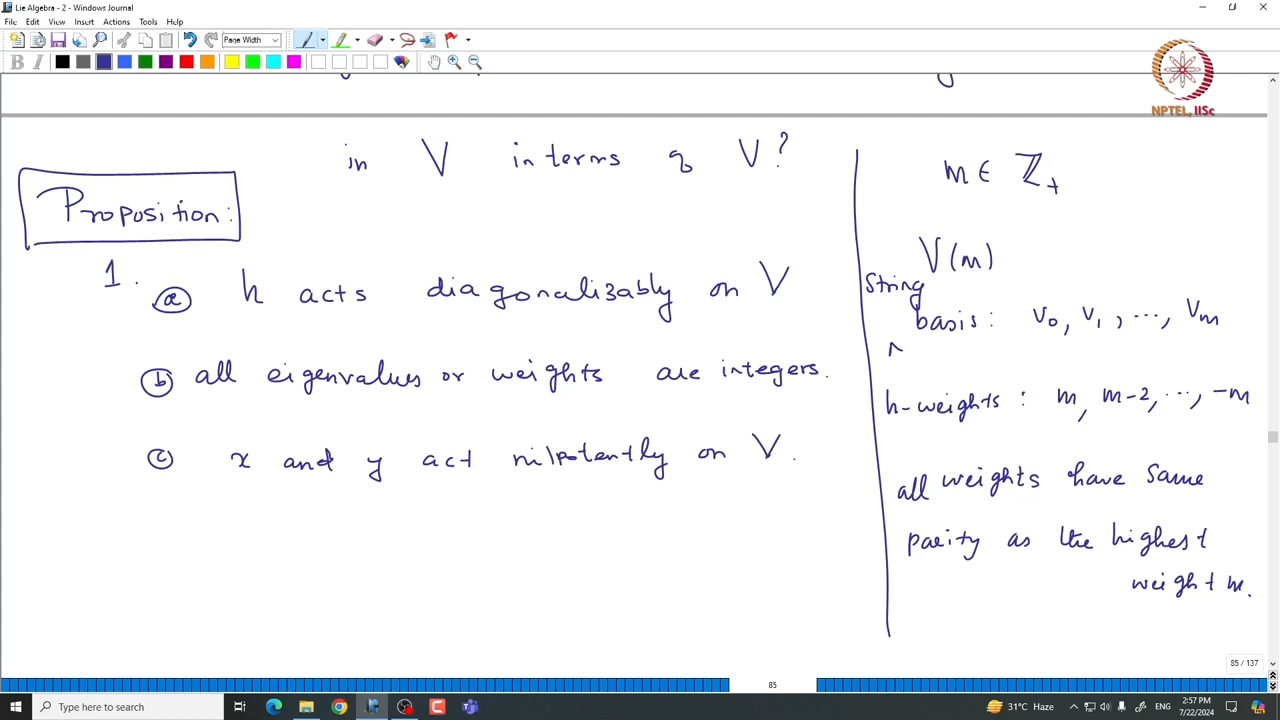 Lie Algebra - 2 - Windows Journal
File Edit View Insert Actions Tools Help
Page Width
B I
NPTEL, IISc
in V in terms of V?
Proposition:
1.
(a) h acts diagonalizably on V
(b) all eigenvalues or weights are integers.
(c) x and y act nilpotently on V.
m ∈ ℤ₊
V(m)
String
basis: v₀, v₁, ..., vₘ
h-weights: m, m-2, ..., -m
all weights have same
parity as the highest
weight m.
85 / 137
85
Type here to search
31°C Haze
2:57 PM
7/22/2024